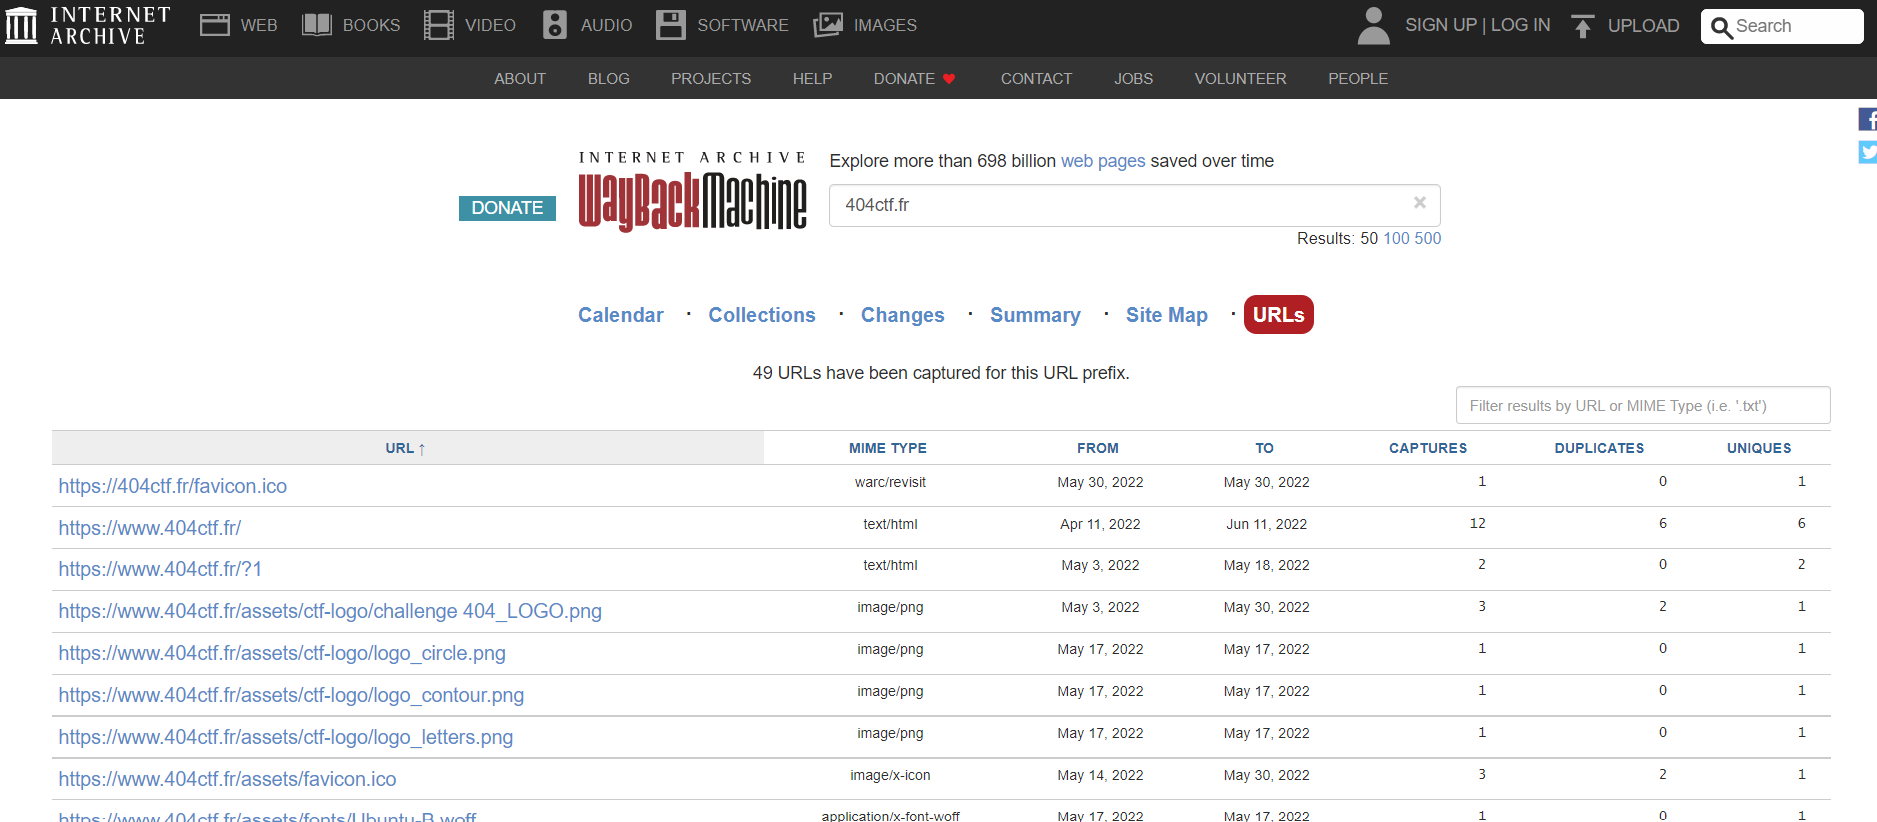 INTERNET ARCHIVE WEB BOOKS VIDEO AUDIO SOFTWARE IMAGES SIGN UP | LOG IN UPLOAD Search
ABOUT BLOG PROJECTS HELP DONATE CONTACT JOBS VOLUNTEER PEOPLE
INTERNET ARCHIVE
WayBackMachine
DONATE
Explore more than 698 billion web pages saved over time
404ctf.fr ×
Results: 50 100 500
Calendar · Collections · Changes · Summary · Site Map · URLs
49 URLs have been captured for this URL prefix.
Filter results by URL or MIME Type (i.e. '.txt')
URL ↑ MIME TYPE FROM TO CAPTURES DUPLICATES UNIQUES
https://404ctf.fr/favicon.ico warc/revisit May 30, 2022 May 30, 2022 1 0 1
https://www.404ctf.fr/ text/html Apr 11, 2022 Jun 11, 2022 12 6 6
https://www.404ctf.fr/?1 text/html May 3, 2022 May 18, 2022 2 0 2
https://www.404ctf.fr/assets/ctf-logo/challenge 404_LOGO.png image/png May 3, 2022 May 30, 2022 3 2 1
https://www.404ctf.fr/assets/ctf-logo/logo_circle.png image/png May 17, 2022 May 17, 2022 1 0 1
https://www.404ctf.fr/assets/ctf-logo/logo_contour.png image/png May 17, 2022 May 17, 2022 1 0 1
https://www.404ctf.fr/assets/ctf-logo/logo_letters.png image/png May 17, 2022 May 17, 2022 1 0 1
https://www.404ctf.fr/assets/favicon.ico image/x-icon May 14, 2022 May 30, 2022 3 2 1
https://www.404ctf.fr/assets/fonts/Ubuntu-B.woff application/x-font-woff May 17, 2022 May 17, 2022 1 0 1